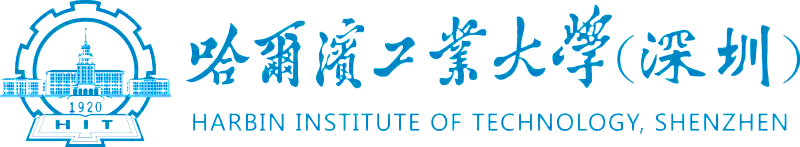 1920
HIT
哈爾濱工業大學(深圳)
HARBIN INSTITUTE OF TECHNOLOGY, SHENZHEN